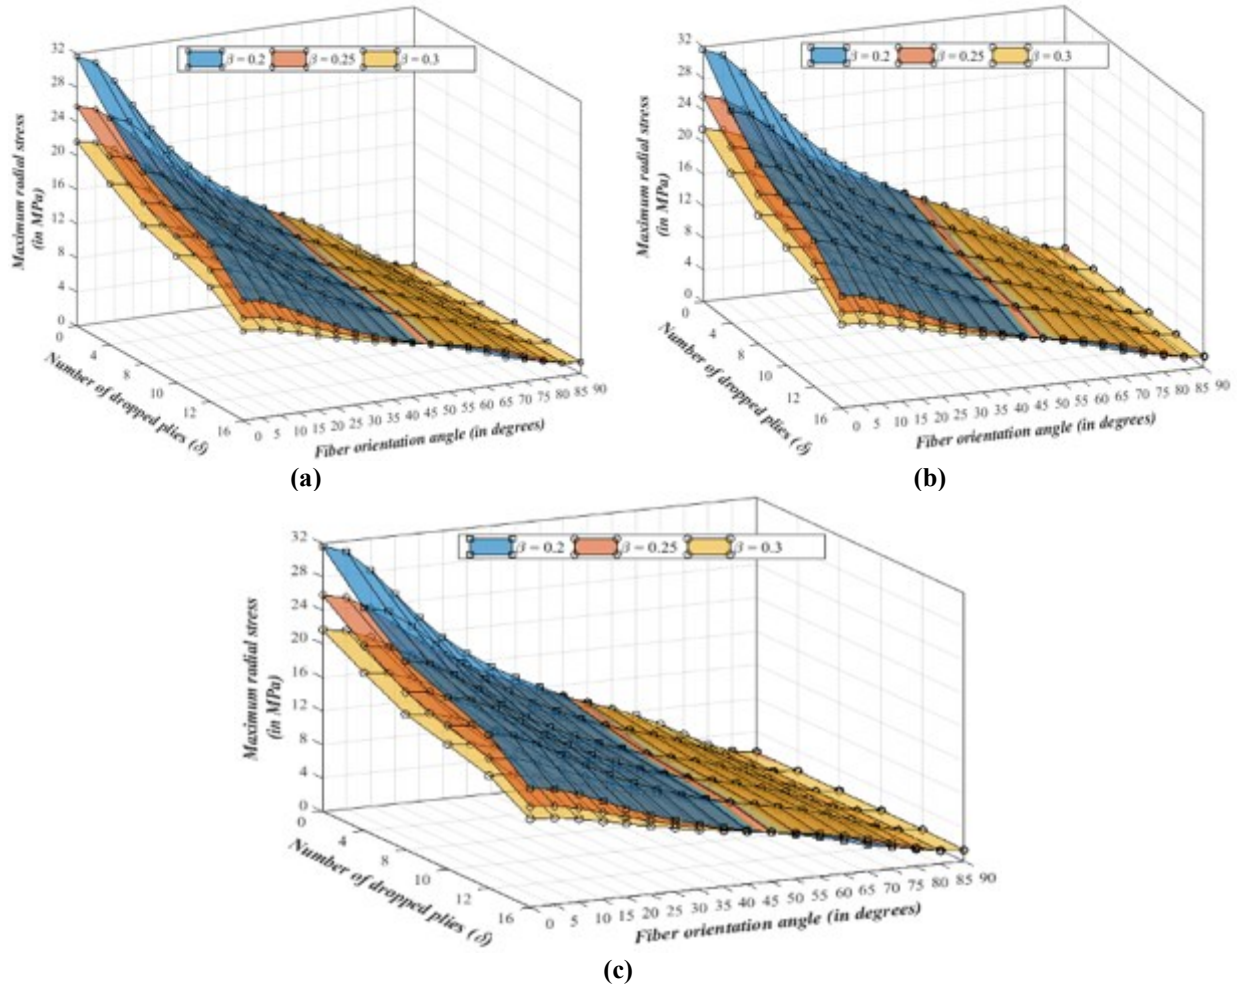 32
28
24
20
16
12
8
4
0
Maximum radial stress
(in MPa)
β = 0.2 β = 0.25 β = 0.3
0
4
8
10
12
16
Number of dropped plies (δ)
0 5 10 15 20 25 30 35 40 45 50 55 60 65 70 75 80 85 90
Fiber orientation angle (in degrees)
(a)
32
28
24
20
16
12
8
4
0
Maximum radial stress
(in MPa)
β = 0.2 β = 0.25 β = 0.3
0
4
8
10
12
16
Number of dropped plies (δ)
0 5 10 15 20 25 30 35 40 45 50 55 60 65 70 75 80 85 90
Fiber orientation angle (in degrees)
(b)
32
28
24
20
16
12
8
4
0
Maximum radial stress
(in MPa)
β = 0.2 β = 0.25 β = 0.3
0
4
8
10
12
16
Number of dropped plies (δ)
0 5 10 15 20 25 30 35 40 45 50 55 60 65 70 75 80 85 90
Fiber orientation angle (in degrees)
(c)